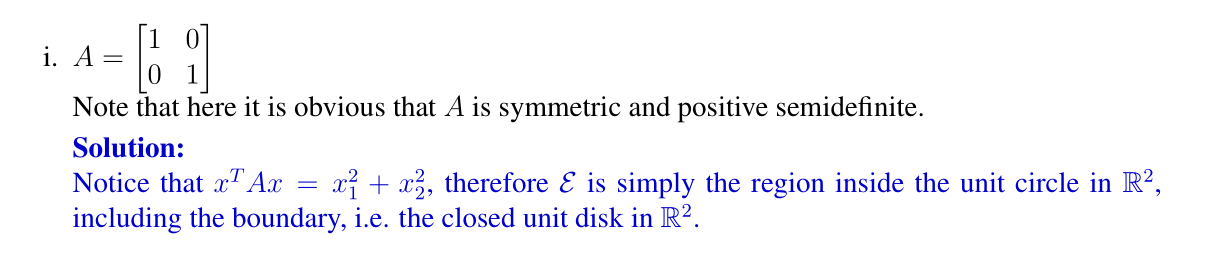 i. $A = \begin{bmatrix} 1 & 0 \\ 0 & 1 \end{bmatrix}$
Note that here it is obvious that $A$ is symmetric and positive semidefinite.
Solution:
Notice that $x^T A x = x_1^2 + x_2^2$, therefore $\mathcal{E}$ is simply the region inside the unit circle in $\mathbb{R}^2$,
including the boundary, i.e. the closed unit disk in $\mathbb{R}^2$.